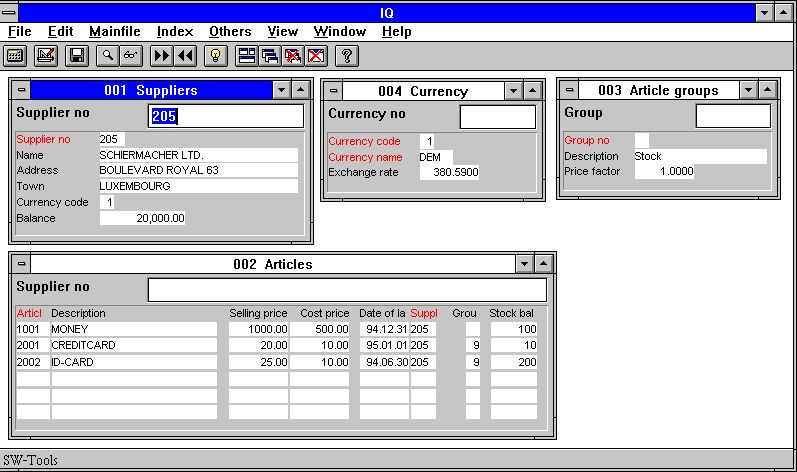 IQ
File Edit Mainfile Index Others View Window Help
001 Suppliers
Supplier no 205
Supplier no 205
Name SCHIERMACHER LTD.
Address BOULEVARD ROYAL 63
Town LUXEMBOURG
Currency code 1
Balance 20,000.00
004 Currency
Currency no
Currency code 1
Currency name DEM
Exchange rate 380.5900
003 Article groups
Group
Group no
Description Stock
Price factor 1.0000
002 Articles
Supplier no
Articl Description Selling price Cost price Date of la Suppl Grou Stock bal
1001 MONEY 1000.00 500.00 94.12.31 205 100
2001 CREDITCARD 20.00 10.00 95.01.01 205 9 10
2002 ID-CARD 25.00 10.00 94.06.30 205 9 200
SW-Tools